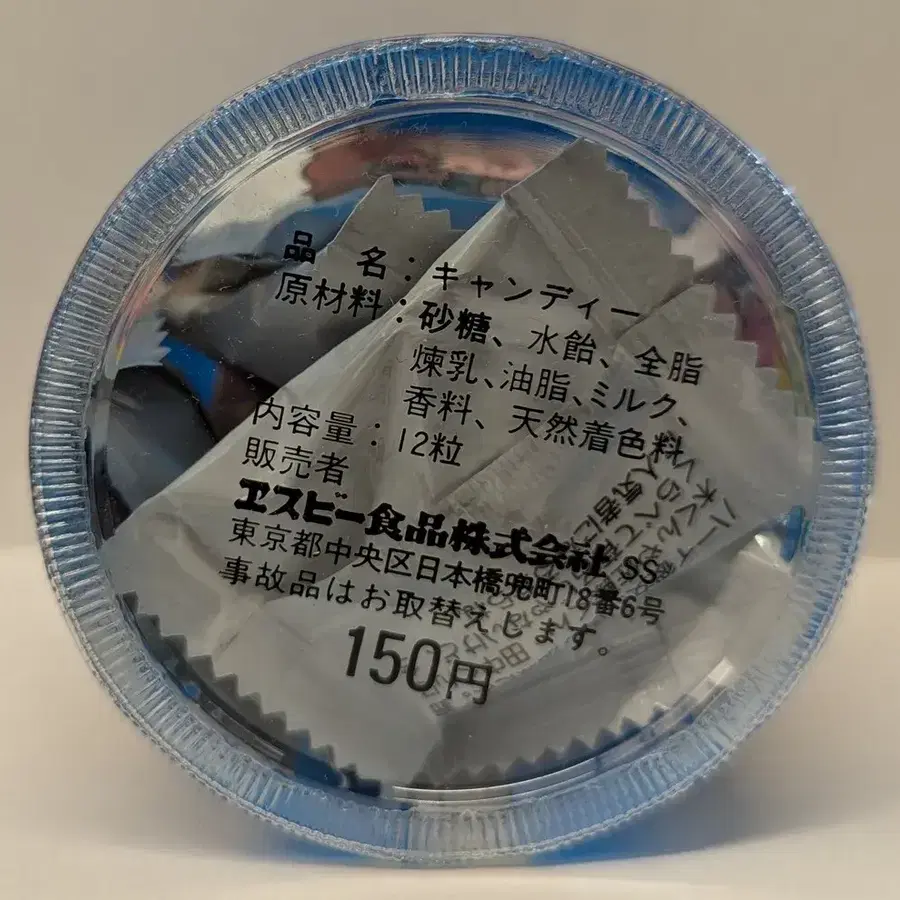 品　名：キャンディー
原材料：砂糖、水飴、全脂
煉乳、油脂、ミルク、
香料、天然着色料
内容量：12粒
販売者
ヱスビー食品株式会社 SS
東京都中央区日本橋兜町18番6号
事故品はお取替えします。
150円